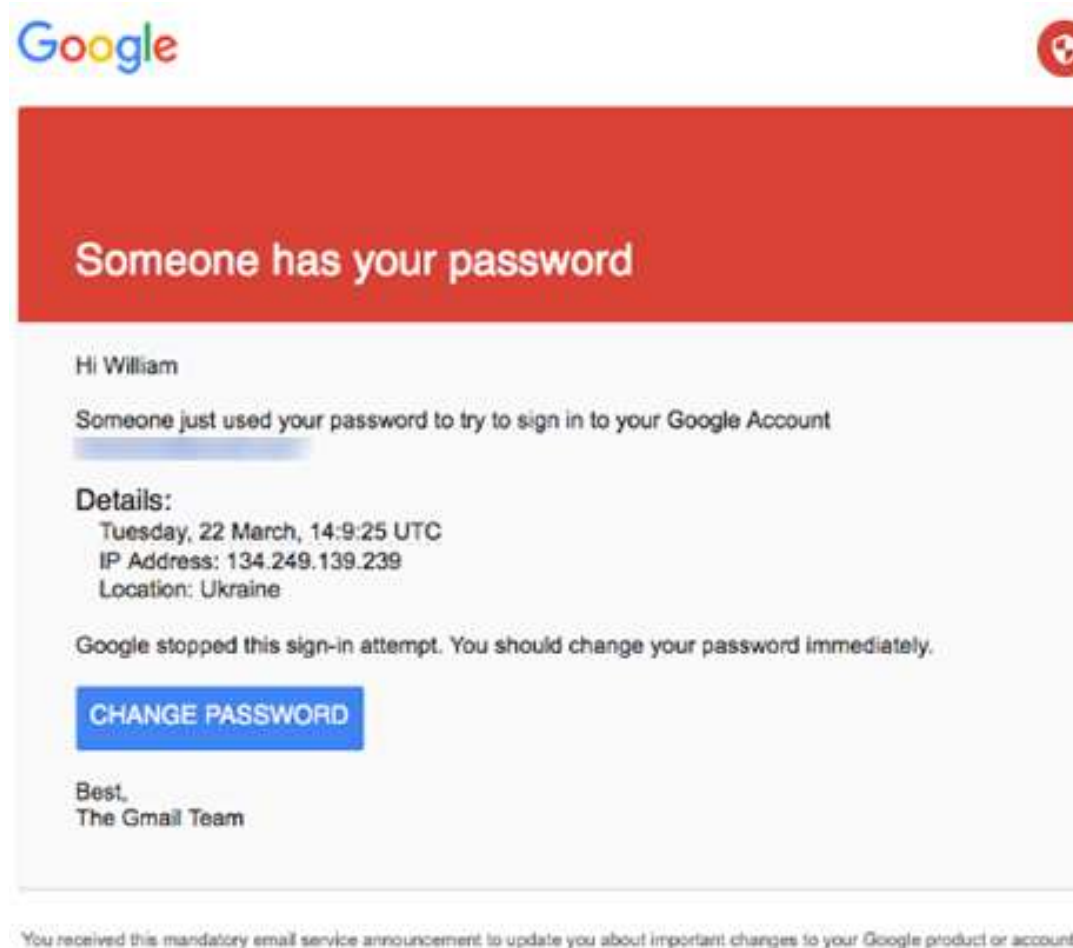 Google
Someone has your password
Hi William
Someone just used your password to try to sign in to your Google Account
Details:
Tuesday, 22 March, 14:9:25 UTC
IP Address: 134.249.139.239
Location: Ukraine
Google stopped this sign-in attempt. You should change your password immediately.
CHANGE PASSWORD
Best,
The Gmail Team
You received this mandatory email service announcement to update you about important changes to your Google product or account